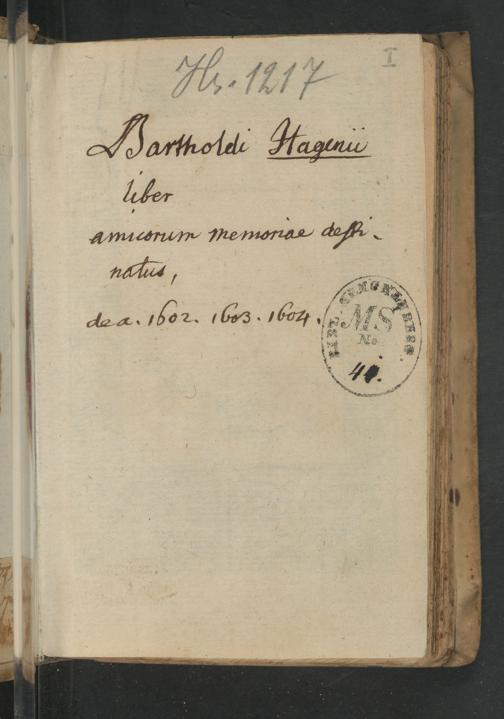 Hs. 1217
I
Bartholdi Hagenii
liber
amicorum memoriae desti-
natus,
de a. 1602. 1603. 1604.
MS
No.
41.